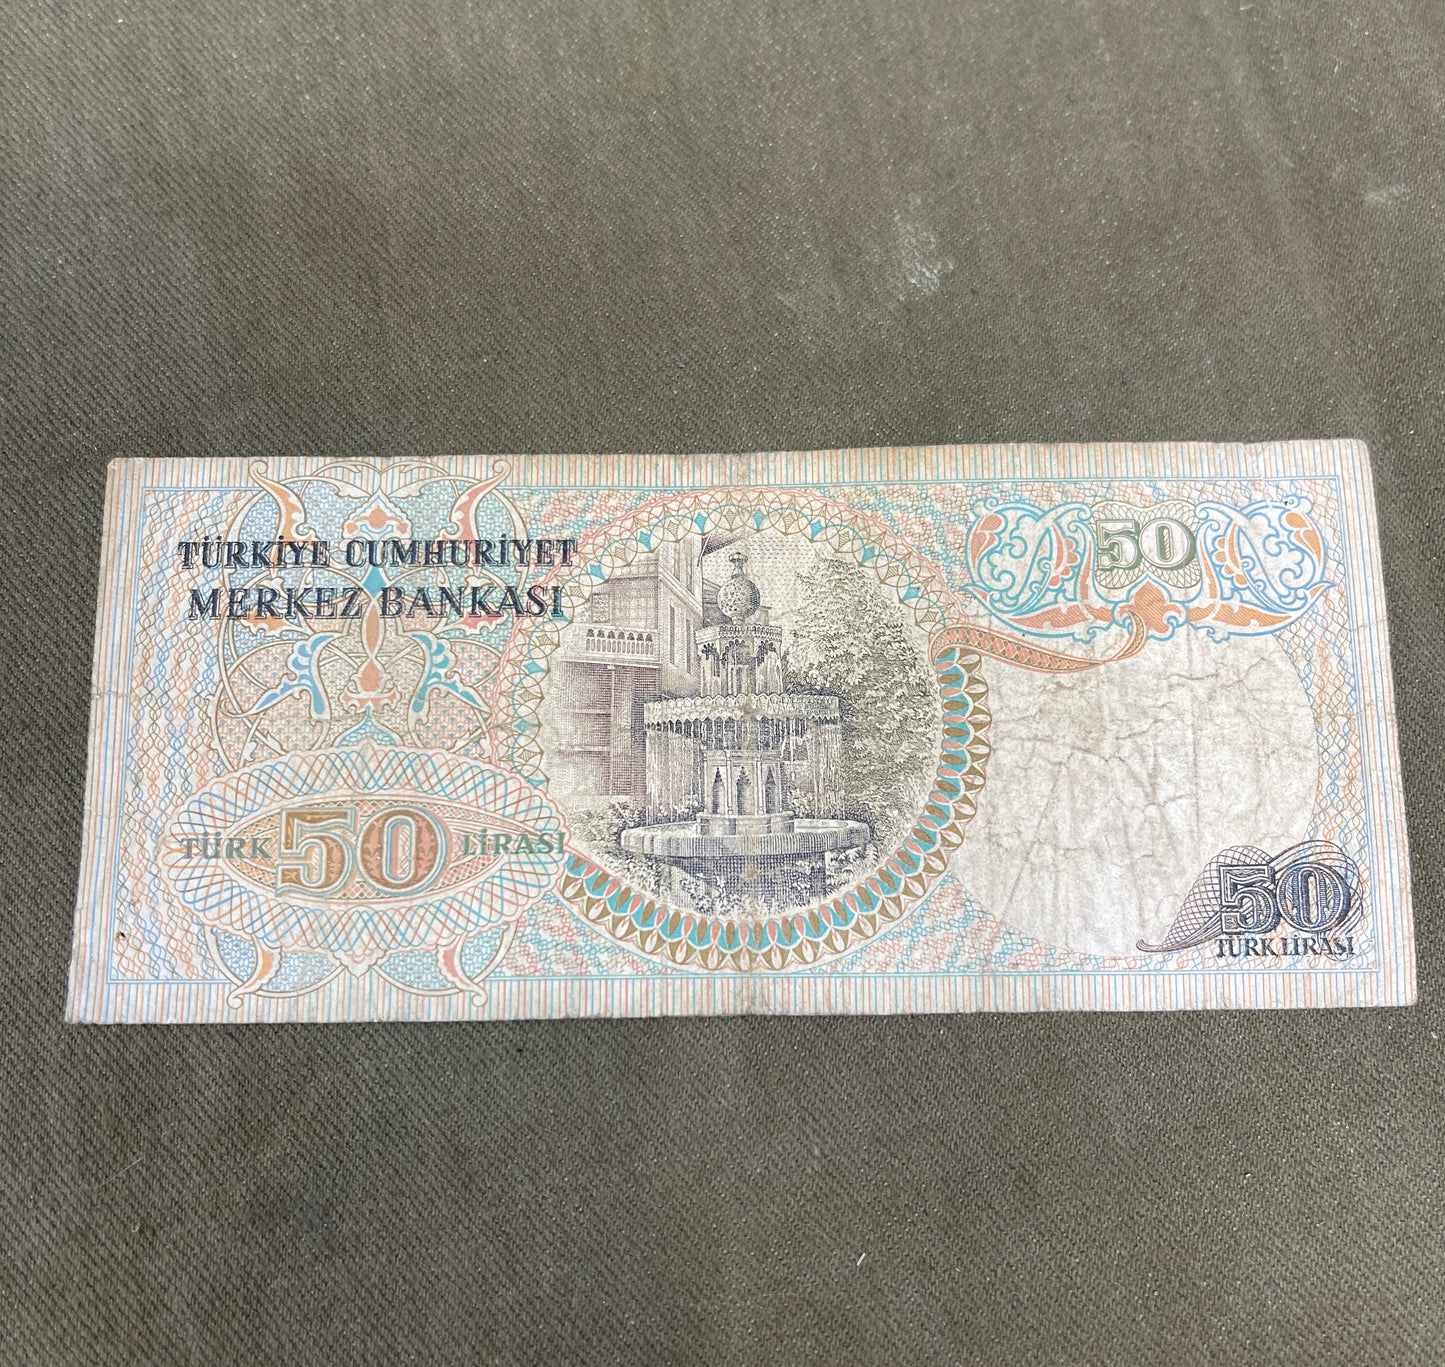 TÜRKİYE CUMHURİYET
MERKEZ BANKASI
50
TÜRK 50 LİRASI
50
TÜRK LİRASI